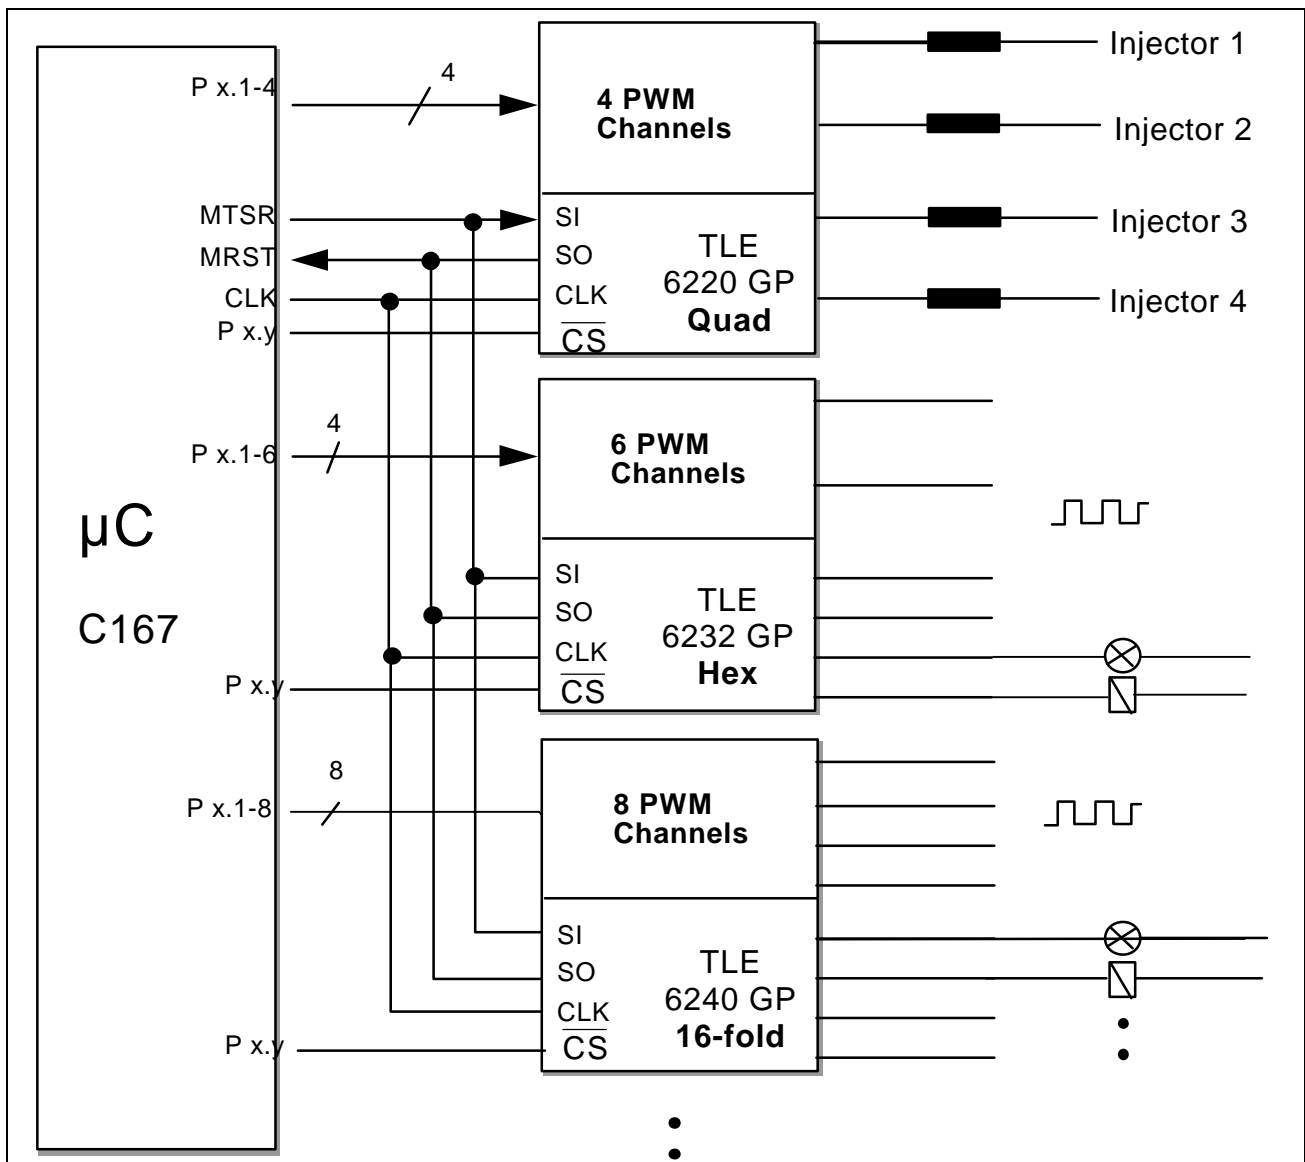 µC
C167
P x.1-4
4
MTSR
MRST
CLK
P x.y
4 PWM
Channels
SI
SO
CLK
CS
TLE
6220 GP
Quad
Injector 1
Injector 2
Injector 3
Injector 4
P x.1-6
4
P x.y
6 PWM
Channels
SI
SO
CLK
CS
TLE
6232 GP
Hex
P x.1-8
8
P x.y
8 PWM
Channels
SI
SO
CLK
CS
TLE
6240 GP
16-fold